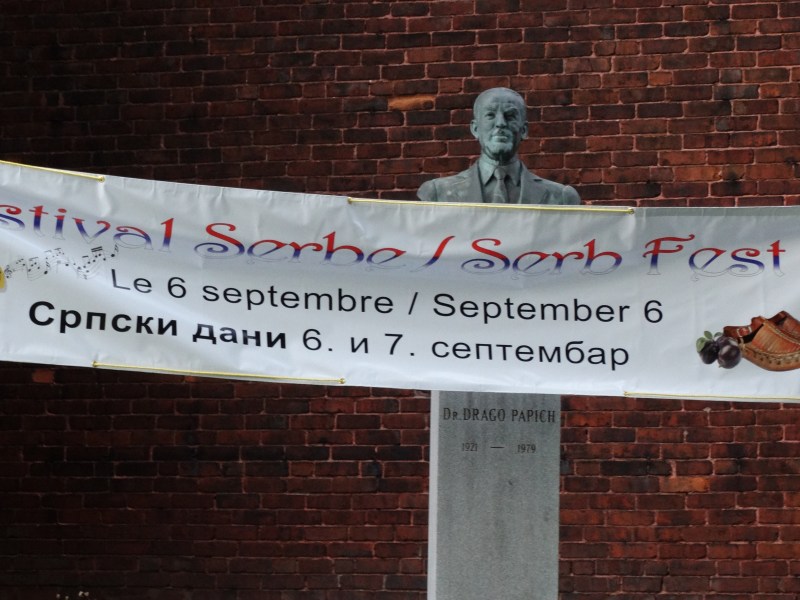 stival Serbe / Serb Fest
Le 6 septembre / September 6
Српски дани 6. и 7. септембар
DR. DRAGO PAPICH
1921 — 1979